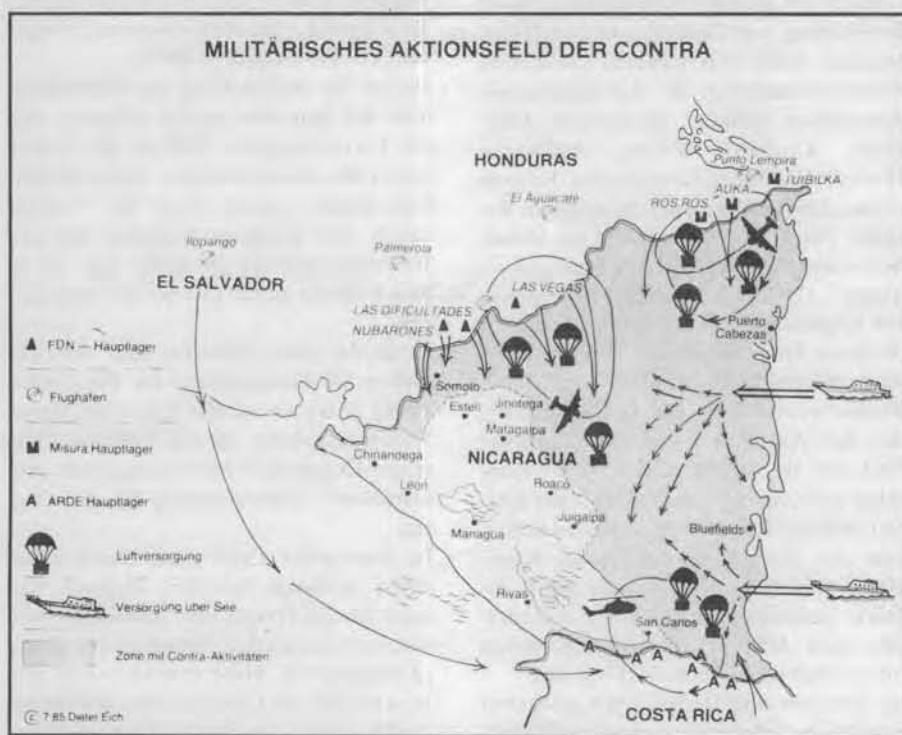 MILITÄRISCHES AKTIONSFELD DER CONTRA
HONDURAS
Punto Lempira
TUIBILKA
AUKA
ROS ROS
El Aguacate
Ilopango
Palmerola
EL SALVADOR
LAS VEGAS
LAS DIFICULTADES
NUBARONES
Puerto
Cabezas
Somoto
Esteli
Jinotega
Matagalpa
Chinandega
NICARAGUA
León
Boaco
Juigalpa
Managua
Bluefields
Rivas
San Carlos
COSTA RICA
▲ FDN – Hauptlager
Flughafen
M Misura Hauptlager
A ARDE Hauptlager
Luftversorgung
Versorgung über See
Zone mit Contra-Aktivitäten
© 7.85 Dieter Eich